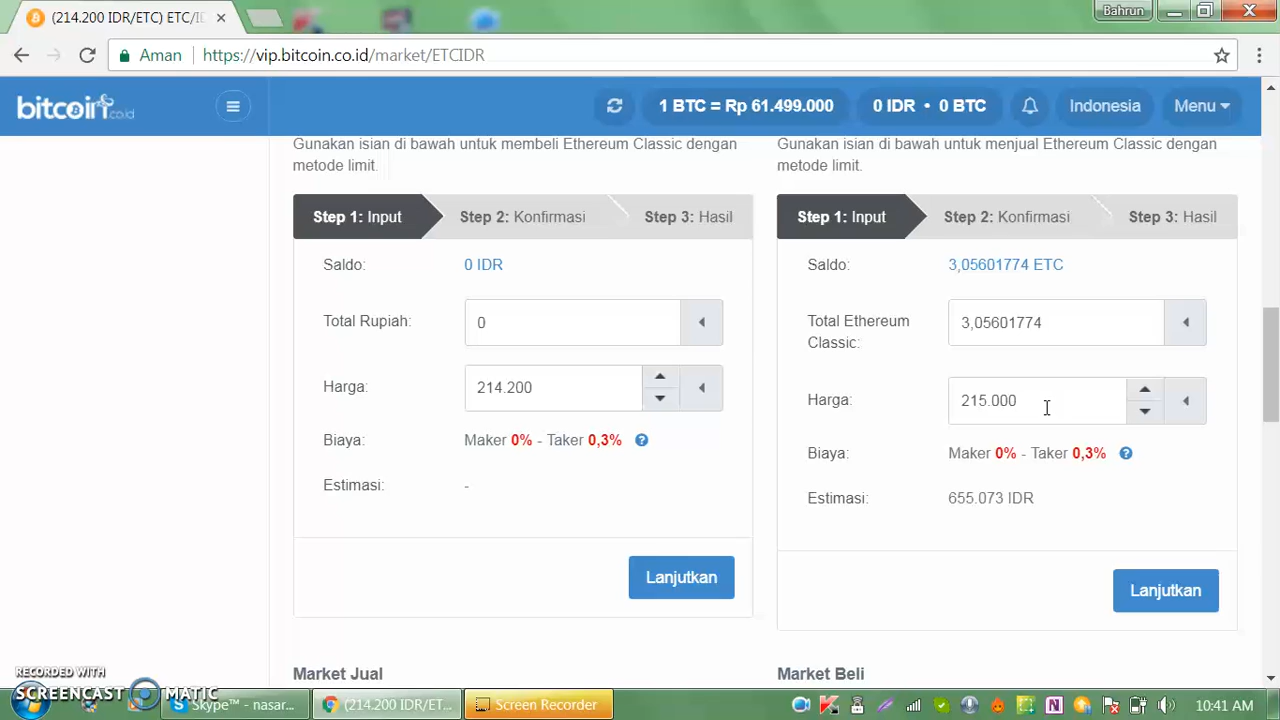 (214.200 IDR/ETC) ETC/ID
Bahrun
Aman https://vip.bitcoin.co.id/market/ETCIDR
bitcoin.co.id
1 BTC = Rp 61.499.000
0 IDR • 0 BTC
Indonesia
Menu
Gunakan isian di bawah untuk membeli Ethereum Classic dengan
metode limit.
Step 1: Input
Step 2: Konfirmasi
Step 3: Hasil
Saldo: 0 IDR
Total Rupiah: 0
Harga: 214.200
Biaya: Maker 0% - Taker 0,3% ?
Estimasi: -
Lanjutkan
Gunakan isian di bawah untuk menjual Ethereum Classic dengan
metode limit.
Step 1: Input
Step 2: Konfirmasi
Step 3: Hasil
Saldo: 3,05601774 ETC
Total Ethereum
Classic:
3,05601774
Harga: 215.000
Biaya: Maker 0% - Taker 0,3% ?
Estimasi: 655.073 IDR
Lanjutkan
Market Jual
Market Beli
RECORDED WITH
SCREENCAST MATIC
Skype™ - nasar...
(214.200 IDR/ETC...
Screen Recorder
10:41 AM